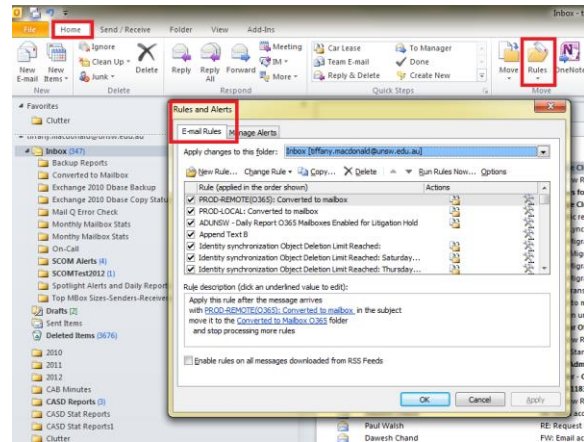 Inbox - t
File Home Send / Receive Folder View Add-Ins
New E-mail
New Items
Ignore
Clean Up
Junk
Delete
Reply
Reply All
Forward
Meeting
IM
More
Car Lease
Team E-mail
Reply & Delete
To Manager
Done
Create New
Move
Rules
OneNote
New Delete Respond Quick Steps Move
Favorites
Clutter
tiffany.macdonald@unsw.edu.au
Inbox (347)
Backup Reports
Converted to Mailbox
Exchange 2010 Dbase Backup
Exchange 2010 Dbase Copy Statu
Mail Q Error Check
Monthly Mailbox Stats
Monthy Mailbox Stats
On-Call
SCOM Alerts (4)
SCOMTest2012 (1)
Spotlight Alerts and Daily Report
Top MBox Sizes-Senders-Receiver
Drafts [2]
Sent Items
Deleted Items (3676)
2010
2011
2012
CAB Minutes
CASD Reports (3)
CASD Stat Reports
CASD Stat Reports1
Clutter
Rules and Alerts
E-mail Rules Manage Alerts
Apply changes to this folder: Inbox [tiffany.macdonald@unsw.edu.au]
New Rule Change Rule Copy... Delete Run Rules Now... Options
Rule (applied in the order shown) Actions
PROD-REMOTE(O365): Converted to mailbox
PROD-LOCAL: Converted to mailbox
ADUNSW - Daily Report O365 Mailboxes Enabled for Litigation Hold
Append Text B
Identity synchronization Object Deletion Limit Reached:
Identity synchronization Object Deletion Limit Reached: Saturday...
Identity synchronization Object Deletion Limit Reached: Thursday...
Rule description (click an underlined value to edit):
Apply this rule after the message arrives
with PROD-REMOTE(O365): Converted to mailbox in the subject
move it to the Converted to Mailbox O365 folder
and stop processing more rules
Enable rules on all messages downloaded from RSS Feeds
OK Cancel Apply
Paul Walsh RE: Request
Dawesh Chand FW: Email a